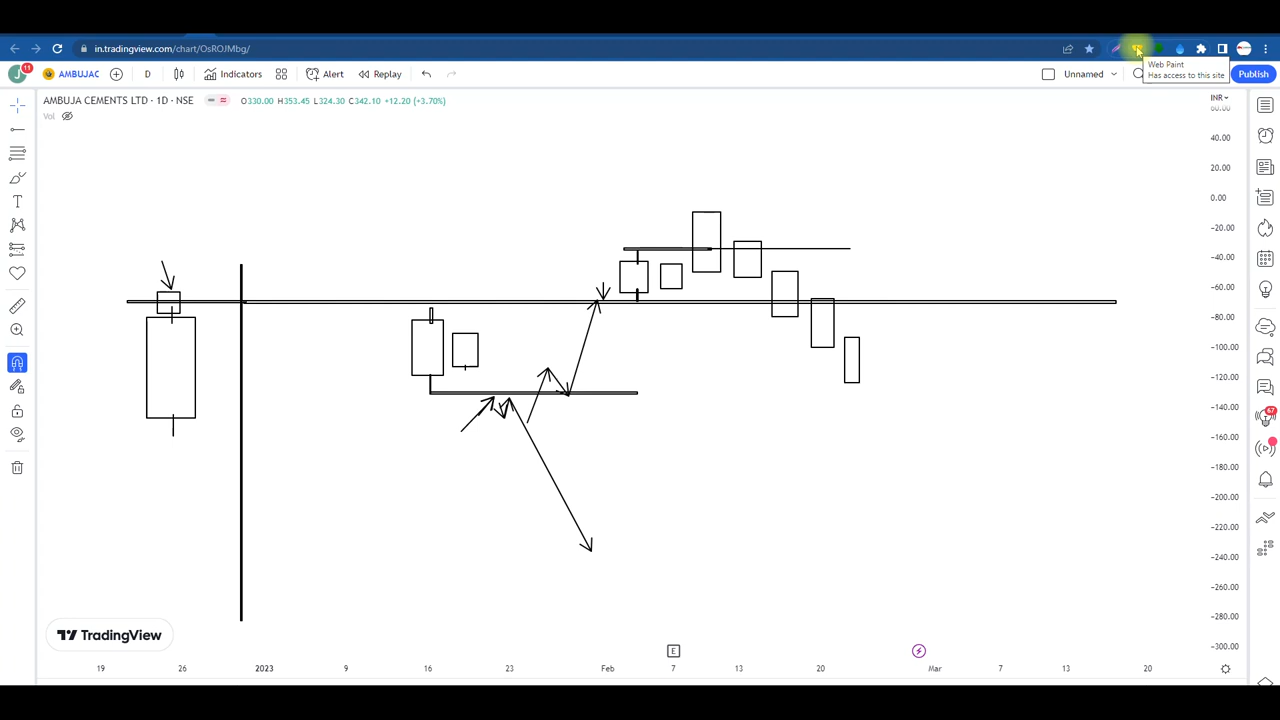 in.tradingview.com/chart/OsROJMbg/
Web Paint
Has access to this site
11
AMBUJAC
D
Indicators
Alert
Replay
Unnamed
Publish
AMBUJA CEMENTS LTD · 1D · NSE
O330.00 H353.45 L324.30 C342.10 +12.20 (+3.70%)
Vol
INR
60.00
40.00
20.00
0.00
-20.00
-40.00
-60.00
-80.00
-100.00
-120.00
-140.00
-160.00
-180.00
-200.00
-220.00
-240.00
-260.00
-280.00
-300.00
67
TradingView
E
19 26 2023 9 16 23 Feb 7 13 20 Mar 7 13 20